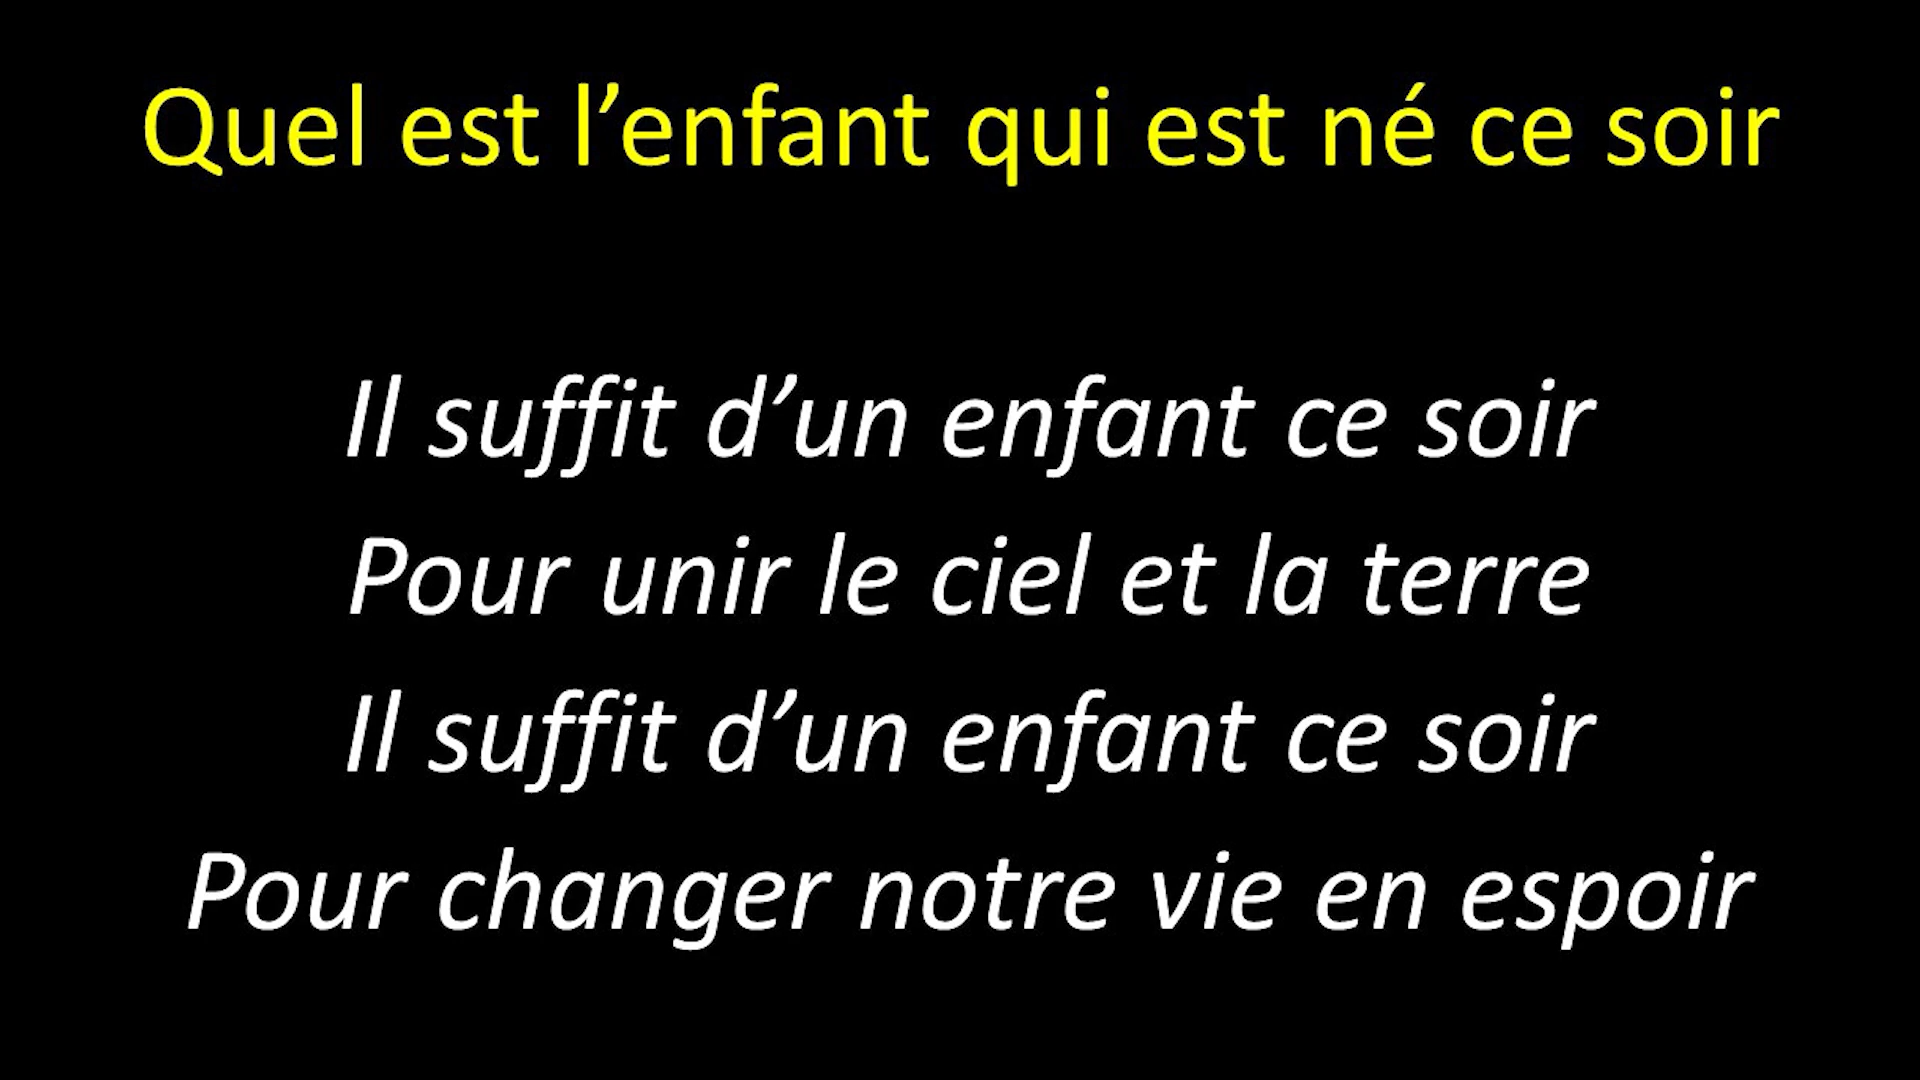 Quel est l’enfant qui est né ce soir
Il suffit d’un enfant ce soir
Pour unir le ciel et la terre
Il suffit d’un enfant ce soir
Pour changer notre vie en espoir